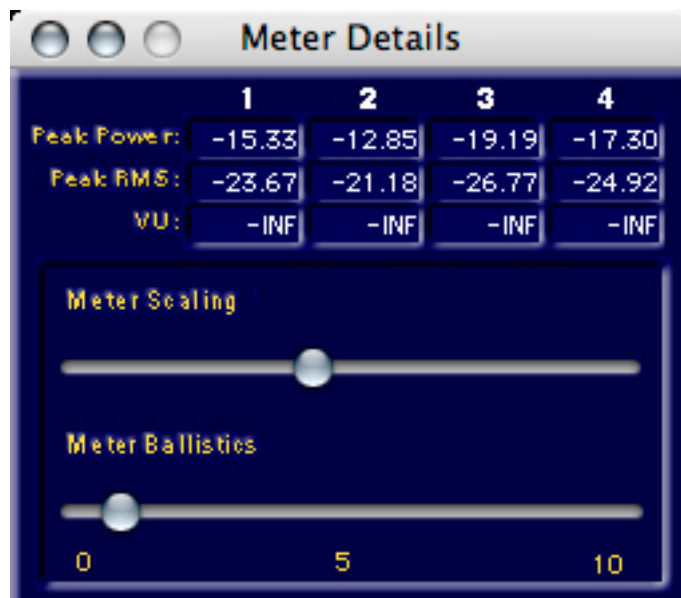 Meter Details
1 2 3 4
Peak Power: -15.33 -12.85 -19.19 -17.30
Peak RMS: -23.67 -21.18 -26.77 -24.92
VU: -INF -INF -INF -INF
Meter Scaling
Meter Ballistics
0 5 10